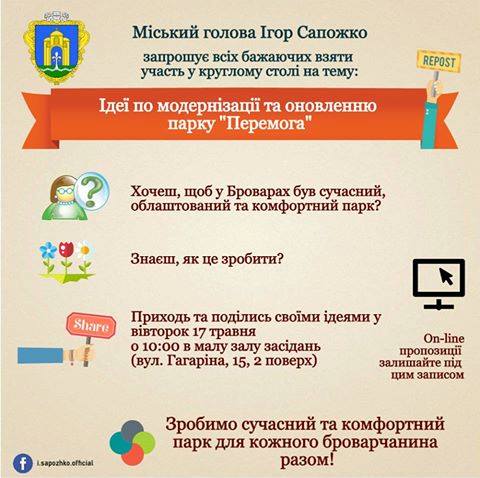 Міський голова Ігор Сапожко
запрошує всіх бажаючих взяти
участь у круглому столі на тему:
REPOST
Ідеї по модернізації та оновленню
парку "Перемога"
Хочеш, щоб у Броварах був сучасний,
облаштований та комфортний парк?
Знаєш, як це зробити?
Share
Приходь та поділись своїми ідеями у
вівторок 17 травня
о 10:00 в малу залу засідань
(вул. Гагаріна, 15, 2 поверх)
On-line
пропозиції
залишайте під
цим записом
Зробимо сучасний та комфортний
парк для кожного броварчанина
разом!
i.sapozhko.official